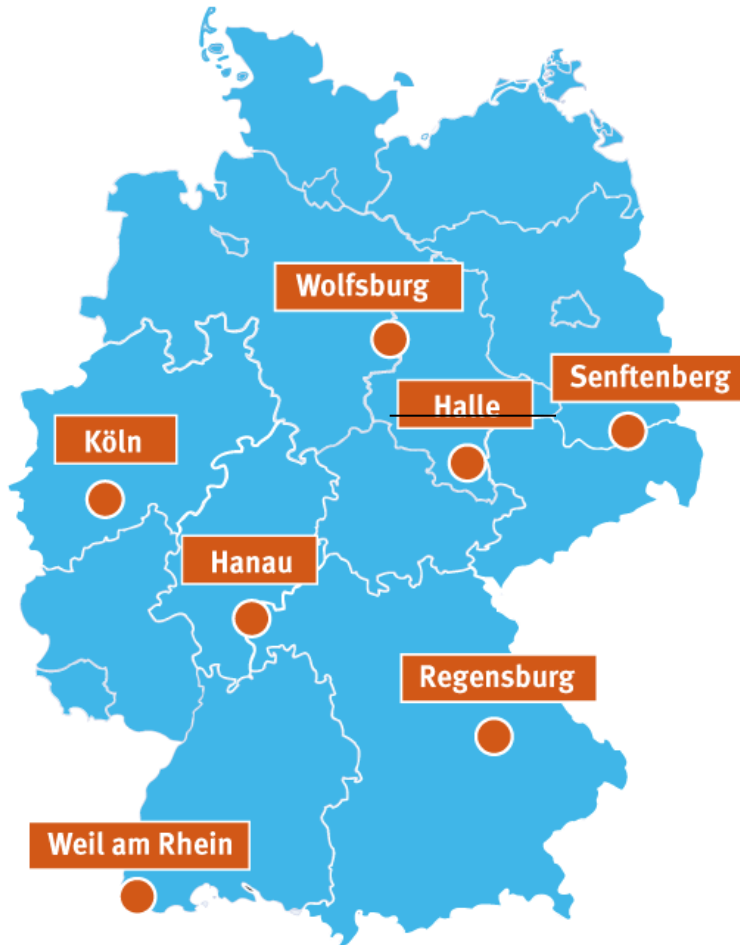 Wolfsburg
Senftenberg
Halle
Köln
Hanau
Regensburg
Weil am Rhein